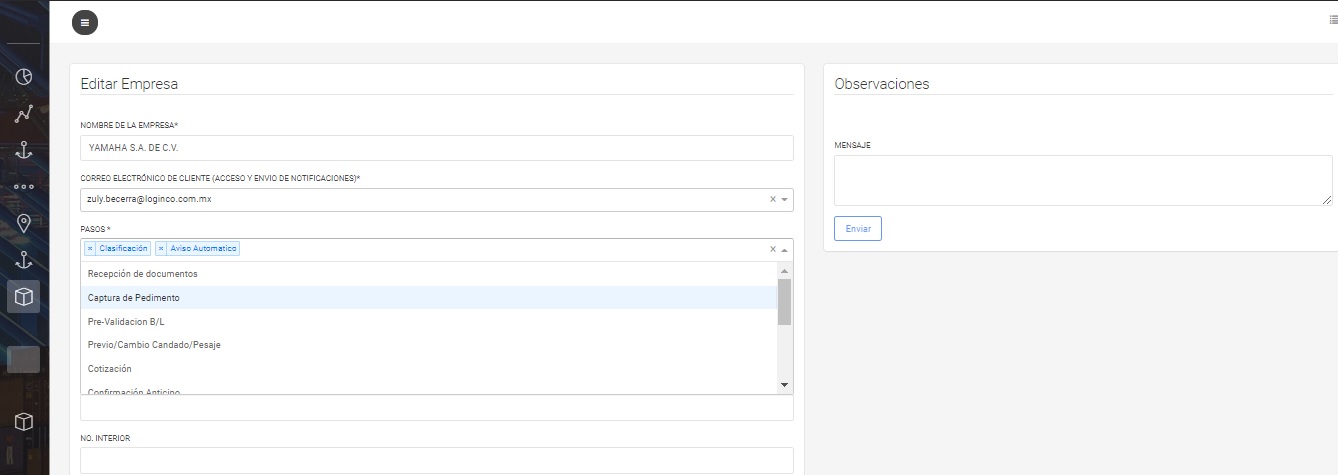 Editar Empresa
NOMBRE DE LA EMPRESA*
YAMAHA S.A. DE C.V.
CORREO ELECTRÓNICO DE CLIENTE (ACCESO Y ENVIO DE NOTIFICACIONES)*
zuly.becerra@loginco.com.mx
PASOS *
× Clasificación × Aviso Automatico
Recepción de documentos
Captura de Pedimento
Pre-Validacion B/L
Previo/Cambio Candado/Pesaje
Cotización
Confirmación Anticipo
NO. INTERIOR
Observaciones
MENSAJE
Enviar